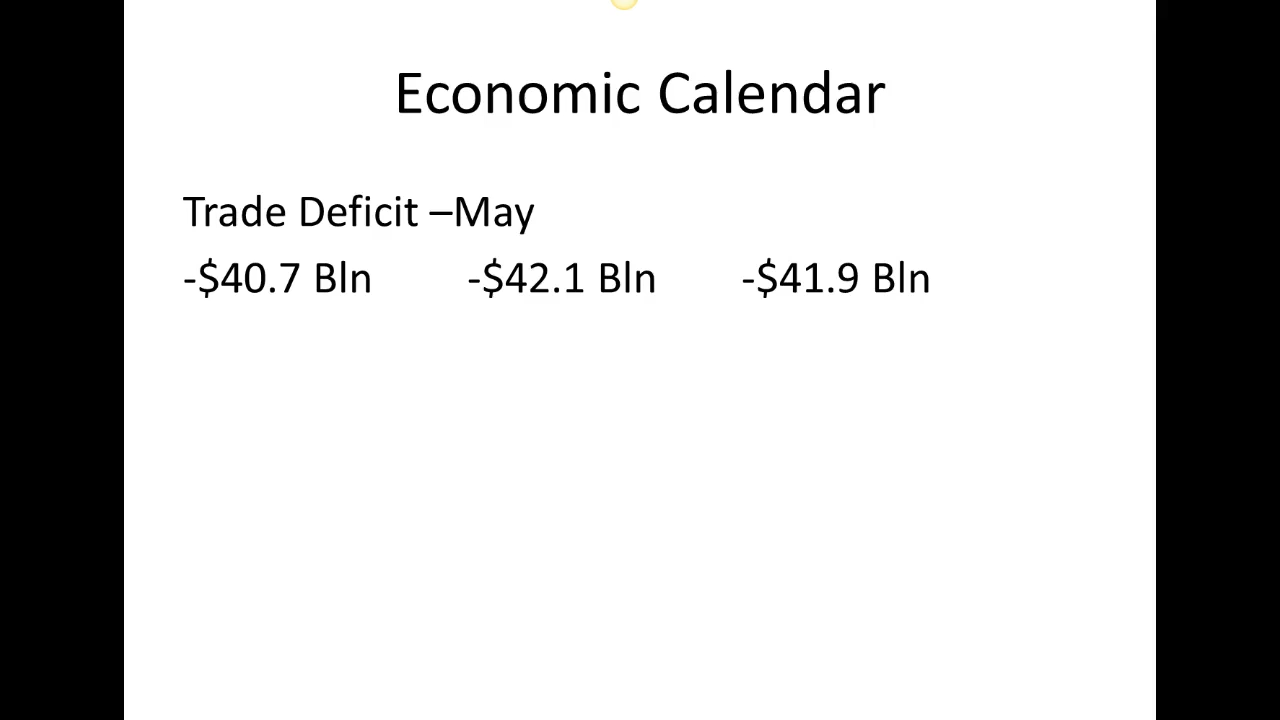 Economic Calendar
Trade Deficit –May
-$40.7 Bln -$42.1 Bln -$41.9 Bln